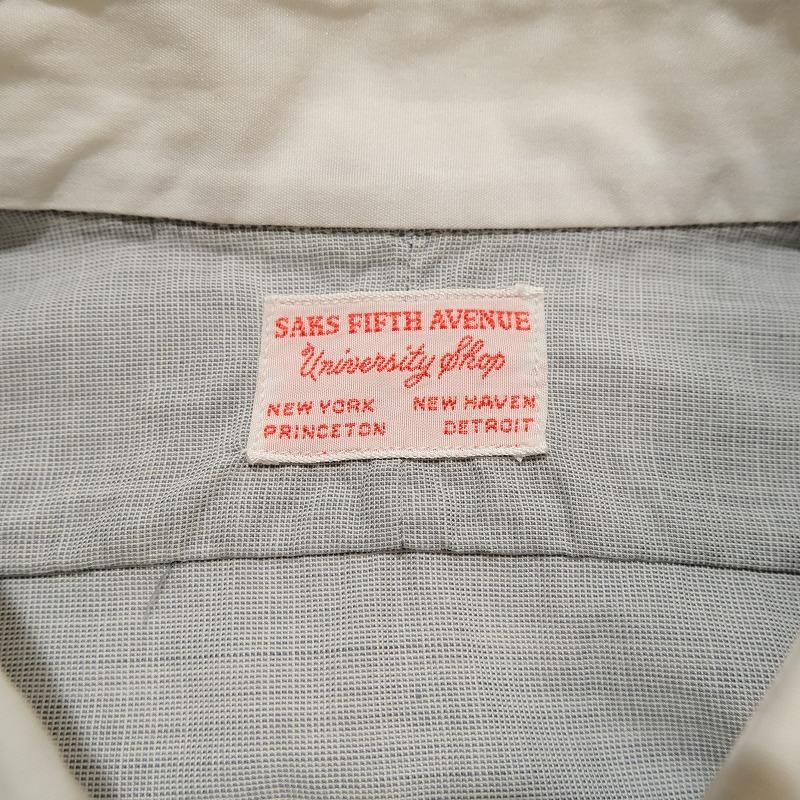 SAKS FIFTH AVENUE
University Shop
NEW YORK NEW HAVEN
PRINCETON DETROIT